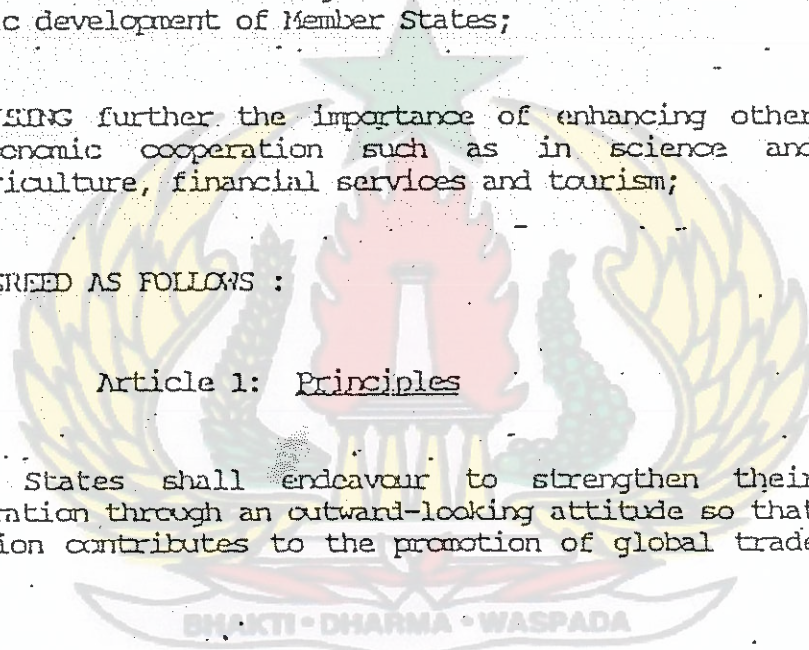 c development of Member States;
SING further the importance of enhancing other
onomic cooperation such as in science and
riculture, financial services and tourism;
GREED AS FOLLOWS :
Article 1: Principles
States shall endeavour to strengthen their
ration through an outward-looking attitude so that
ion contributes to the promotion of global trade
BHAKTI • DHARMA • WASPADA